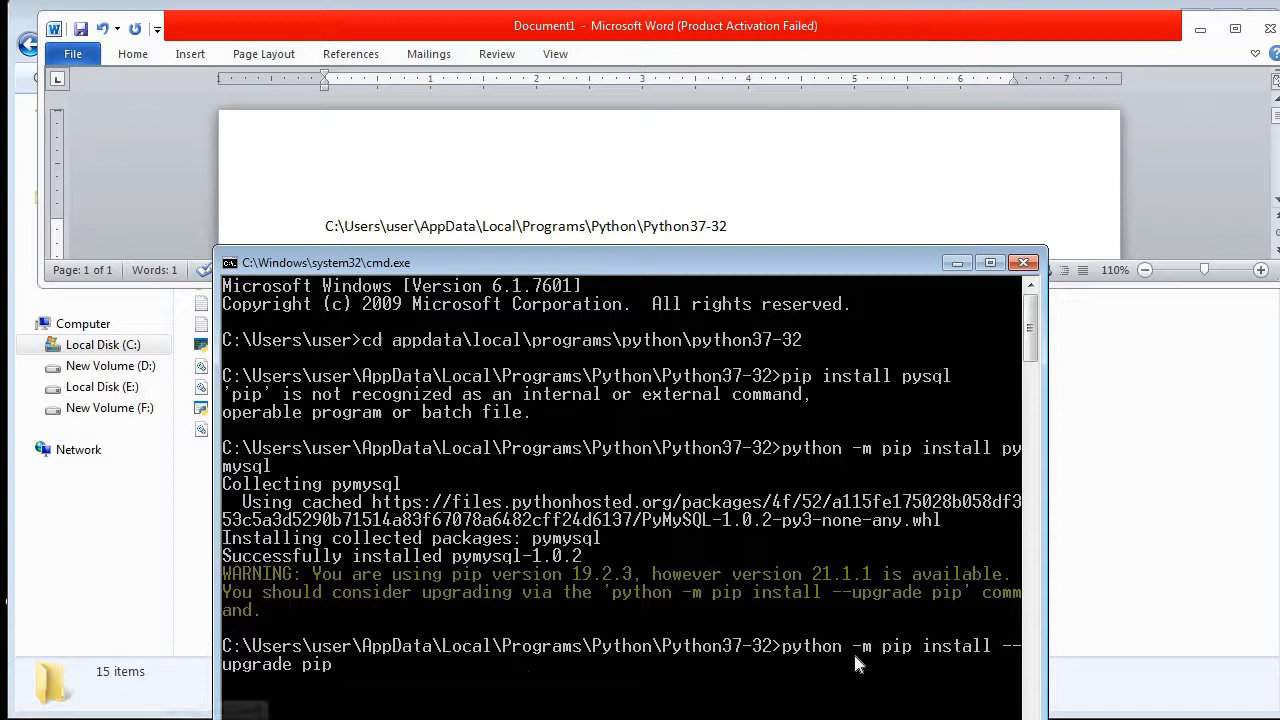 Document1 - Microsoft Word (Product Activation Failed)
File Home Insert Page Layout References Mailings Review View
1 1 2 3 4 5 6 7
C:\Users\user\AppData\Local\Programs\Python\Python37-32
Page: 1 of 1 Words: 1 110%
C:\Windows\system32\cmd.exe
Microsoft Windows [Version 6.1.7601]
Copyright (c) 2009 Microsoft Corporation.  All rights reserved.
C:\Users\user>cd appdata\local\programs\python\python37-32
C:\Users\user\AppData\Local\Programs\Python\Python37-32>pip install pysql
'pip' is not recognized as an internal or external command,
operable program or batch file.
C:\Users\user\AppData\Local\Programs\Python\Python37-32>python -m pip install py
mysql
Collecting pymysql
  Using cached https://files.pythonhosted.org/packages/4f/52/a115fe175028b058df3
53c5a3d5290b71514a83f67078a6482cff24d6137/PyMySQL-1.0.2-py3-none-any.whl
Installing collected packages: pymysql
Successfully installed pymysql-1.0.2
WARNING: You are using pip version 19.2.3, however version 21.1.1 is available.
You should consider upgrading via the 'python -m pip install --upgrade pip' comm
and.
C:\Users\user\AppData\Local\Programs\Python\Python37-32>python -m pip install --
upgrade pip
Computer
Local Disk (C:)
New Volume (D:)
Local Disk (E:)
New Volume (F:)
Network
15 items